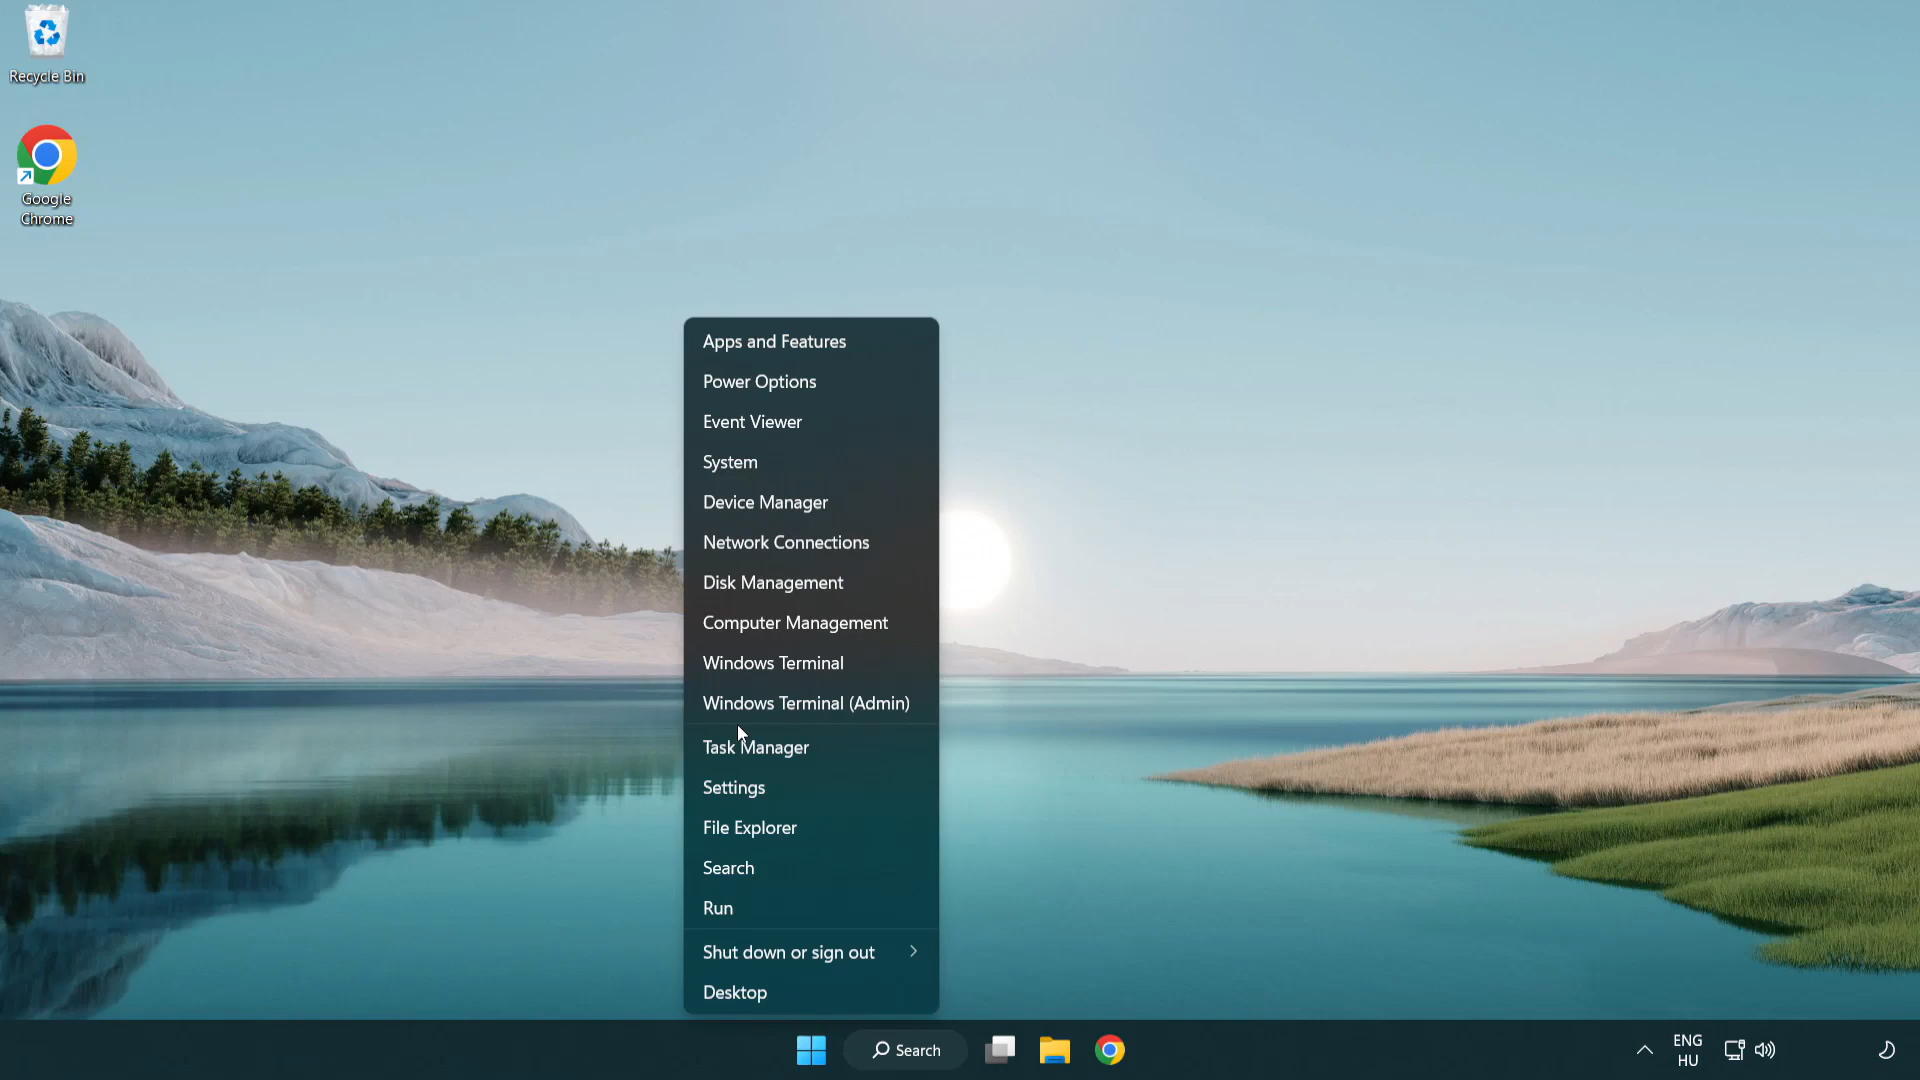 Recycle Bin
Google
Chrome
Apps and Features
Power Options
Event Viewer
System
Device Manager
Network Connections
Disk Management
Computer Management
Windows Terminal
Windows Terminal (Admin)
Task Manager
Settings
File Explorer
Search
Run
Shut down or sign out
Desktop
Search
ENG
HU